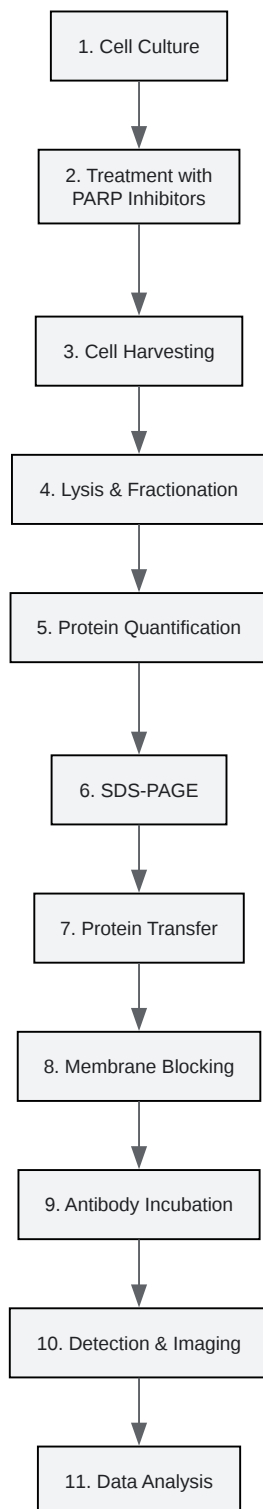 1. Cell Culture
2. Treatment with
PARP Inhibitors
3. Cell Harvesting
4. Lysis & Fractionation
5. Protein Quantification
6. SDS-PAGE
7. Protein Transfer
8. Membrane Blocking
9. Antibody Incubation
10. Detection & Imaging
11. Data Analysis